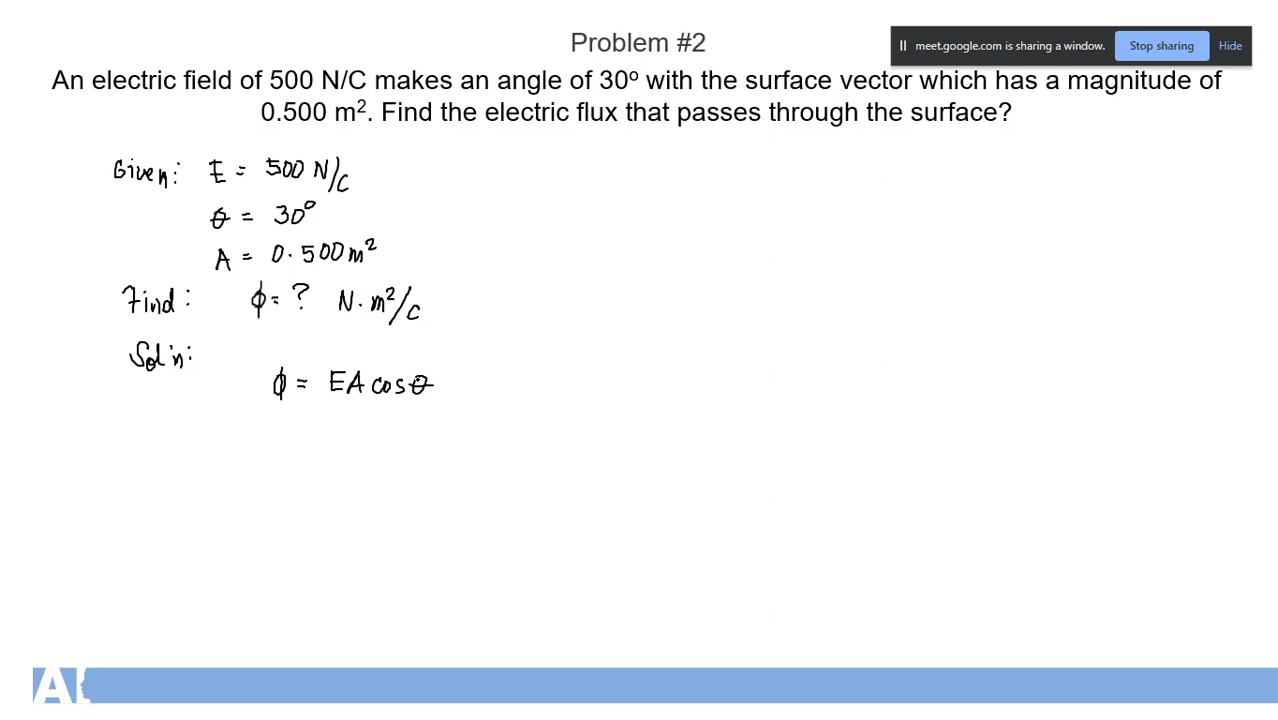 Problem #2
meet.google.com is sharing a window. Stop sharing Hide
An electric field of 500 N/C makes an angle of 30º with the surface vector which has a magnitude of
0.500 m². Find the electric flux that passes through the surface?
Given: E = 500 N/C
θ = 30°
A = 0.500 m²
Find: ϕ = ? N·m²/C
Sol'n:
ϕ = EA cosθ
A